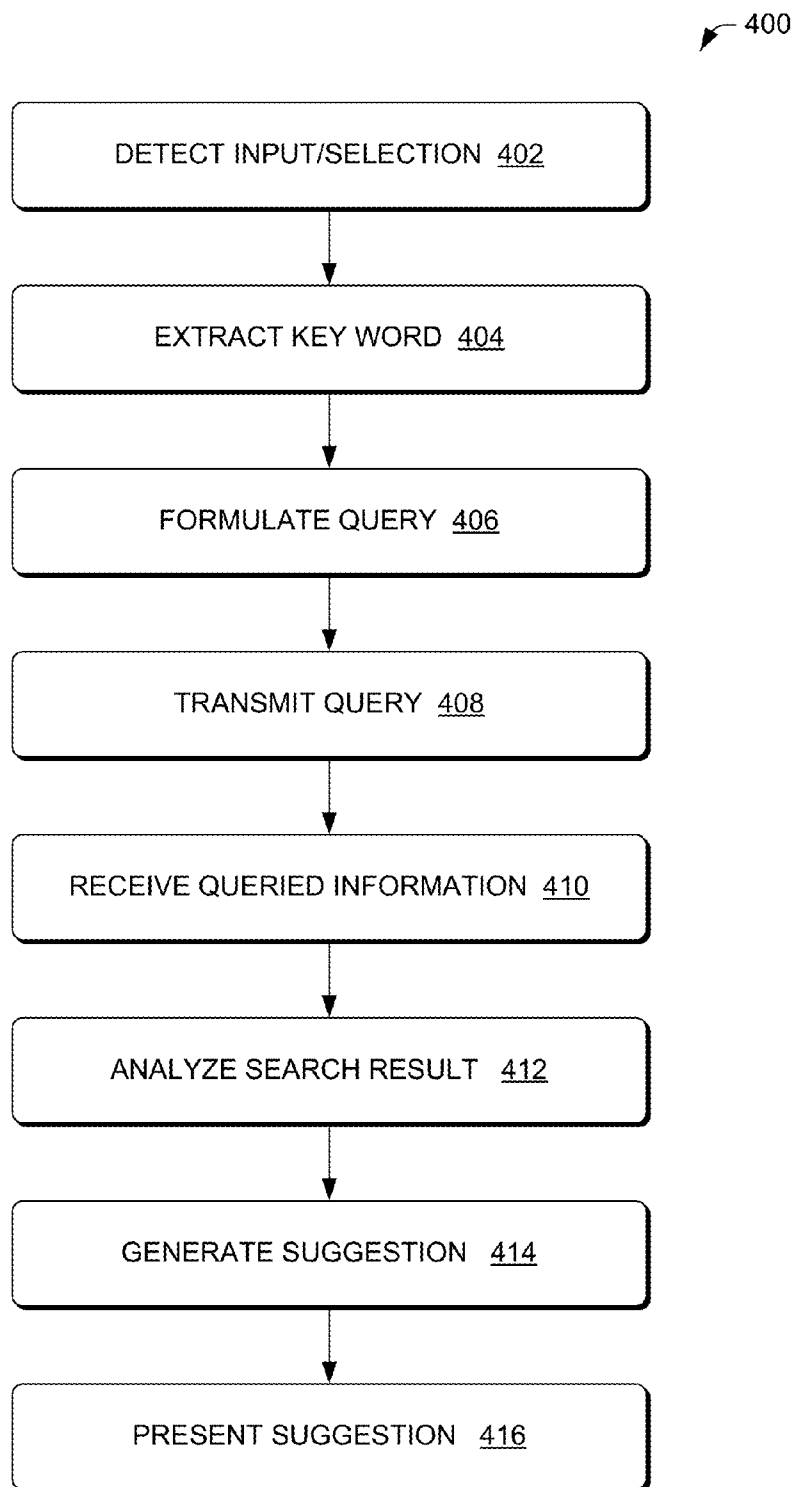 400
DETECT INPUT/SELECTION 402
EXTRACT KEY WORD 404
FORMULATE QUERY 406
TRANSMIT QUERY 408
RECEIVE QUERIED INFORMATION 410
ANALYZE SEARCH RESULT 412
GENERATE SUGGESTION 414
PRESENT SUGGESTION 416